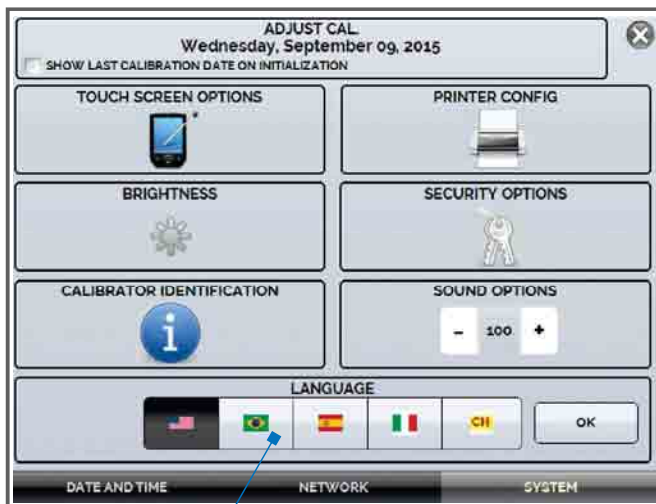 ADJUST CAL.
Wednesday, September 09, 2015
SHOW LAST CALIBRATION DATE ON INITIALIZATION
TOUCH SCREEN OPTIONS
PRINTER CONFIG
BRIGHTNESS
SECURITY OPTIONS
CALIBRATOR IDENTIFICATION
SOUND OPTIONS
i
- 100 +
LANGUAGE
CH
OK
DATE AND TIME
NETWORK
SYSTEM